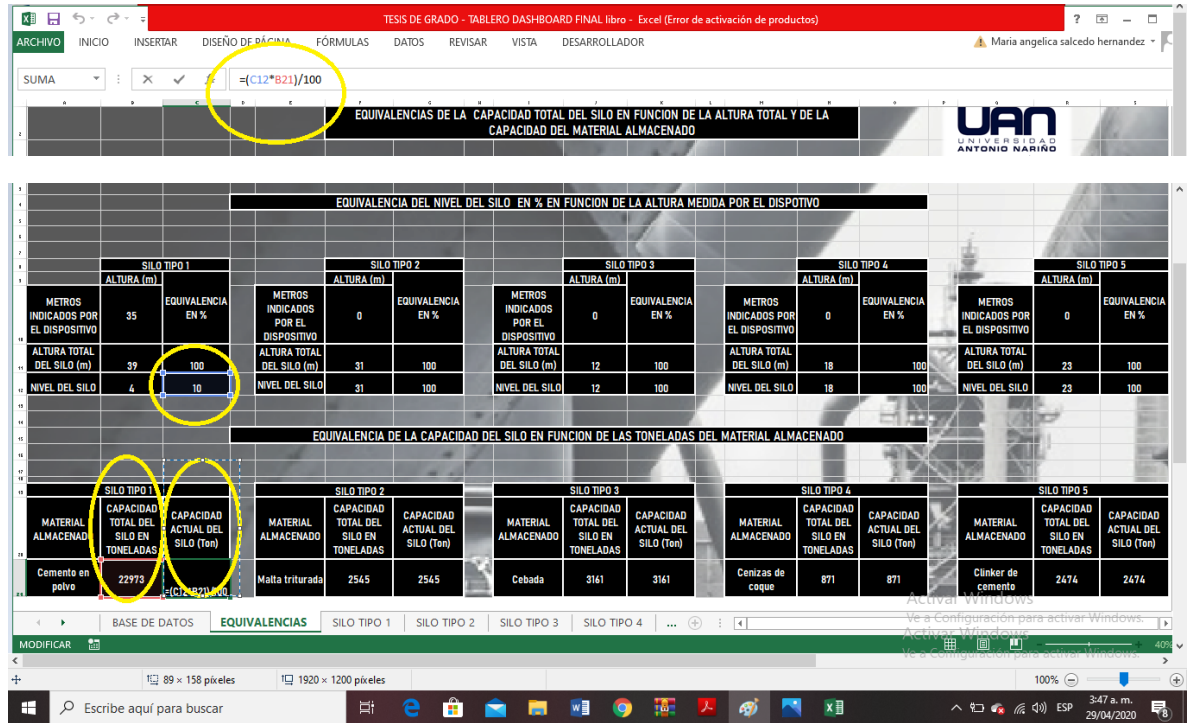 TESIS DE GRADO - TABLERO DASHBOARD FINAL libro - Excel (Error de activación de productos)
ARCHIVO INICIO INSERTAR DISEÑO DE PÁGINA FÓRMULAS DATOS REVISAR VISTA DESARROLLADOR Maria angelica salcedo hernandez
SUMA =(C12*B21)/100
EQUIVALENCIAS DE LA CAPACIDAD TOTAL DEL SILO EN FUNCION DE LA ALTURA TOTAL Y DE LA
CAPACIDAD DEL MATERIAL ALMACENADO
UAN
UNIVERSIDAD
ANTONIO NARIÑO
EQUIVALENCIA DEL NIVEL DEL SILO EN % EN FUNCION DE LA ALTURA MEDIDA POR EL DISPOTIVO
SILO TIPO 1 SILO TIPO 2 SILO TIPO 3 SILO TIPO 4 SILO TIPO 5
ALTURA (m) ALTURA (m) ALTURA (m) ALTURA (m) ALTURA (m)
METROS INDICADOS POR EL DISPOSITIVO 35 EQUIVALENCIA EN % METROS INDICADOS POR EL DISPOSITIVO 0 EQUIVALENCIA EN % METROS INDICADOS POR EL DISPOSITIVO 0 EQUIVALENCIA EN % METROS INDICADOS POR EL DISPOSITIVO 0 EQUIVALENCIA EN % METROS INDICADOS POR EL DISPOSITIVO 0 EQUIVALENCIA EN %
ALTURA TOTAL DEL SILO (m) 39 100 ALTURA TOTAL DEL SILO (m) 31 100 ALTURA TOTAL DEL SILO (m) 12 100 ALTURA TOTAL DEL SILO (m) 18 100 ALTURA TOTAL DEL SILO (m) 23 100
NIVEL DEL SILO 4 10 NIVEL DEL SILO 31 100 NIVEL DEL SILO 12 100 NIVEL DEL SILO 18 100 NIVEL DEL SILO 23 100
EQUIVALENCIA DE LA CAPACIDAD DEL SILO EN FUNCION DE LAS TONELADAS DEL MATERIAL ALMACENADO
SILO TIPO 1 SILO TIPO 2 SILO TIPO 3 SILO TIPO 4 SILO TIPO 5
MATERIAL ALMACENADO CAPACIDAD TOTAL DEL SILO EN TONELADAS CAPACIDAD ACTUAL DEL SILO (Ton) MATERIAL ALMACENADO CAPACIDAD TOTAL DEL SILO EN TONELADAS CAPACIDAD ACTUAL DEL SILO (Ton) MATERIAL ALMACENADO CAPACIDAD TOTAL DEL SILO EN TONELADAS CAPACIDAD ACTUAL DEL SILO (Ton) MATERIAL ALMACENADO CAPACIDAD TOTAL DEL SILO EN TONELADAS CAPACIDAD ACTUAL DEL SILO (Ton) MATERIAL ALMACENADO CAPACIDAD TOTAL DEL SILO EN TONELADAS CAPACIDAD ACTUAL DEL SILO (Ton)
Cemento en polvo 22973 =(C12*B21)/100 Malta triturada 2545 2545 Cebada 3161 3161 Cenizas de coque 871 871 Clinker de cemento 2474 2474
Activar Windows
Ve a Configuración para activar Windows.
BASE DE DATOS EQUIVALENCIAS SILO TIPO 1 SILO TIPO 2 SILO TIPO 3 SILO TIPO 4 ...
Activar Windows
MODIFICAR 40%
Ve a Configuración para activar Windows.
89 × 158 píxeles 1920 × 1200 píxeles 100%
Escribe aquí para buscar ESP 3:47 a. m.
29/04/2020 8